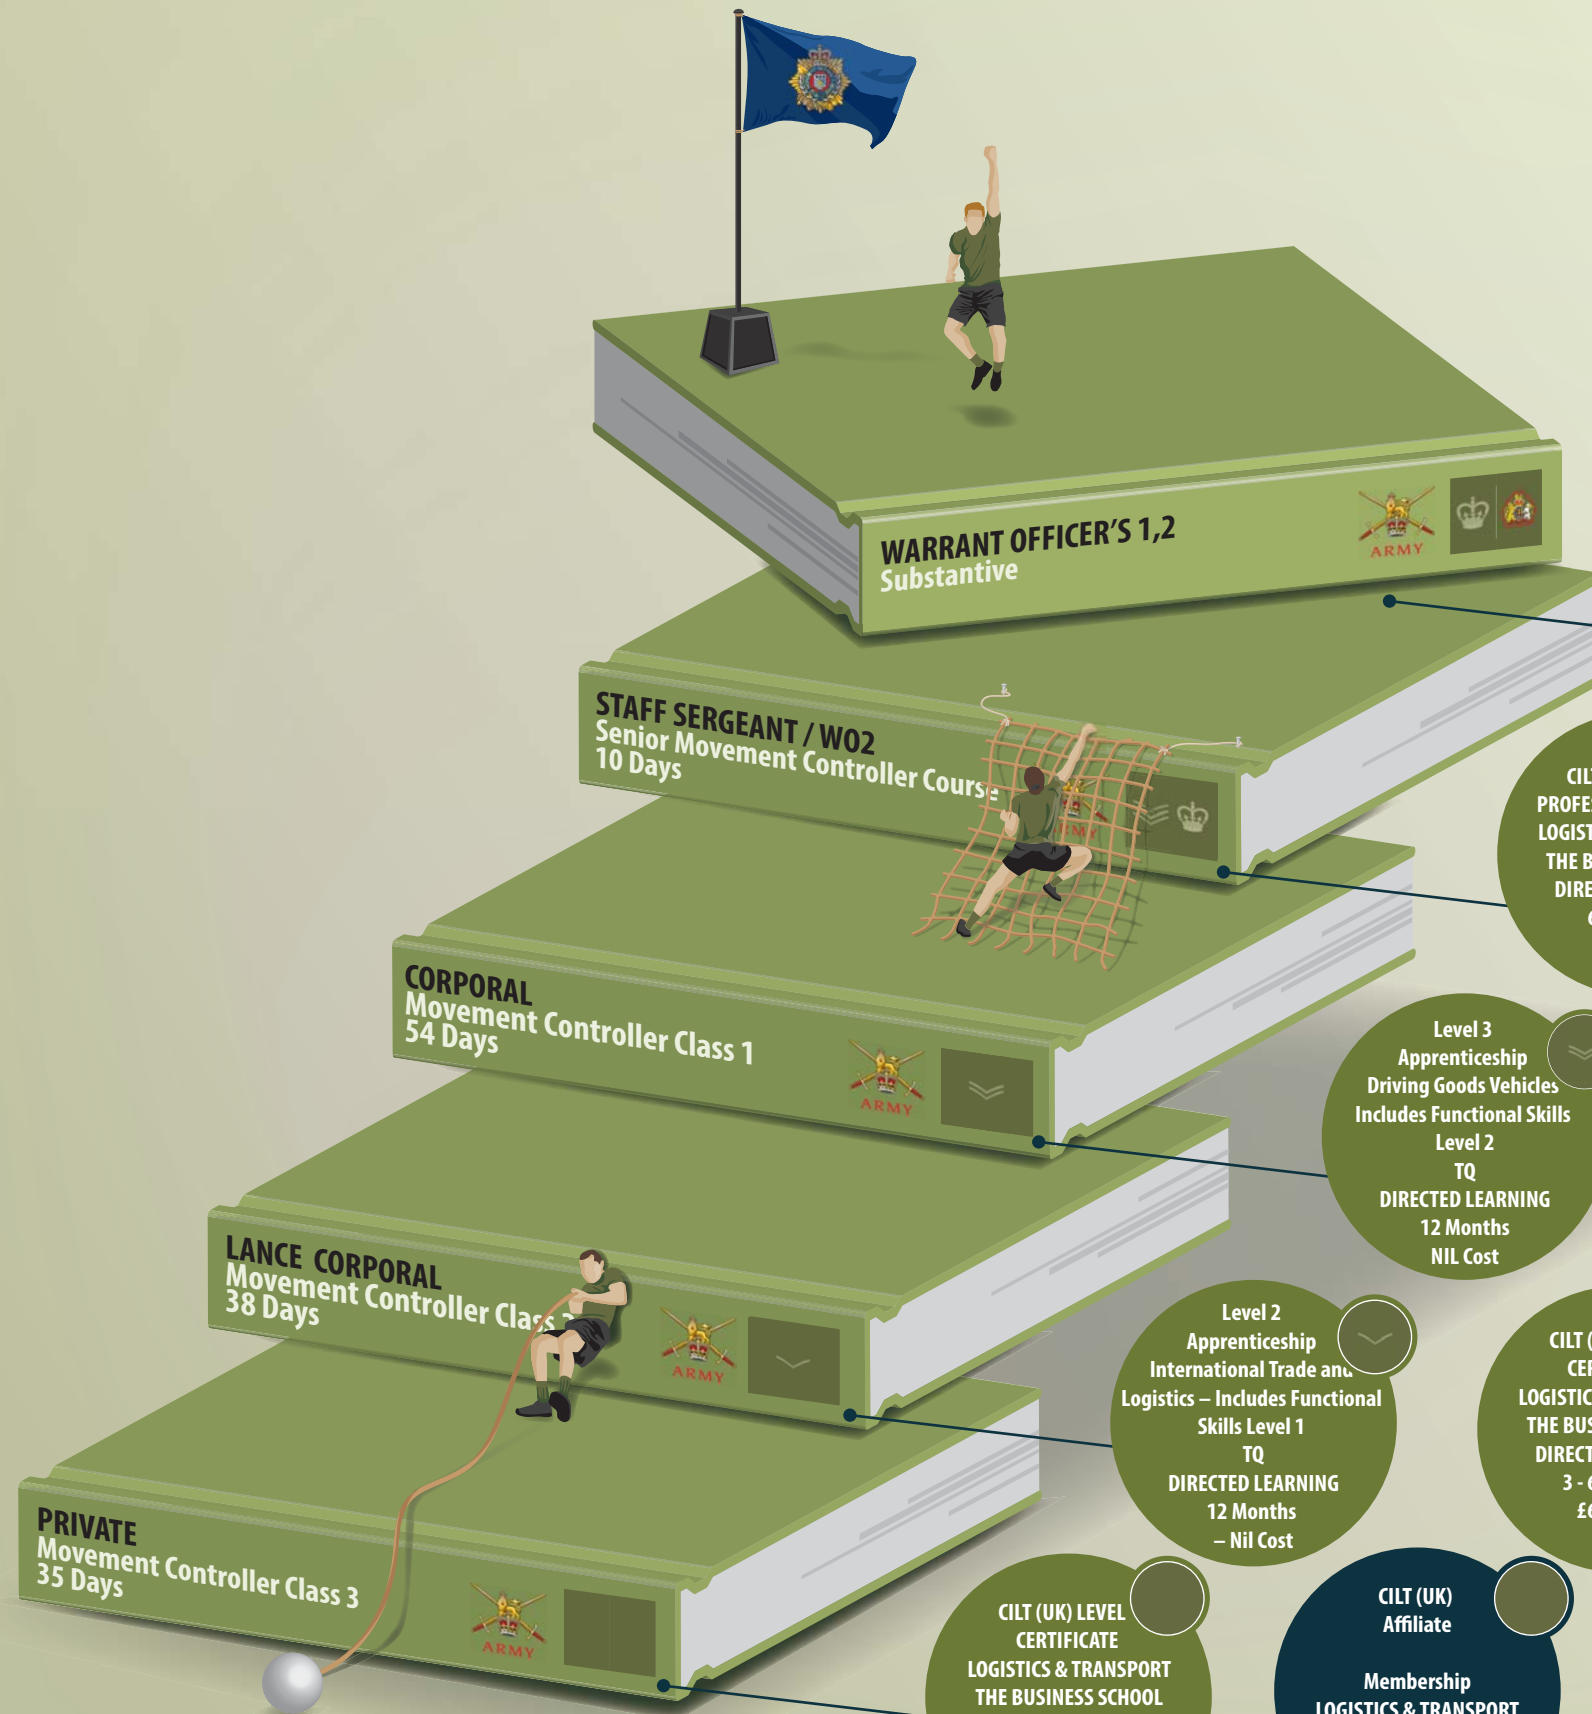 WARRANT OFFICER’S 1,2
Substantive
ARMY
STAFF SERGEANT / WO2
Senior Movement Controller Course
10 Days
CORPORAL
Movement Controller Class 1
54 Days
ARMY
LANCE CORPORAL
Movement Controller Class
38 Days
ARMY
PRIVATE
Movement Controller Class 3
35 Days
ARMY
Level 3
Apprenticeship
Driving Goods Vehicles
Includes Functional Skills
Level 2
TQ
DIRECTED LEARNING
12 Months
NIL Cost
Level 2
Apprenticeship
International Trade and
Logistics – Includes Functional
Skills Level 1
TQ
DIRECTED LEARNING
12 Months
– Nil Cost
THE
3 -
CILT (UK) LEVEL
CERTIFICATE
LOGISTICS & TRANSPORT
THE BUSINESS SCHOOL
CILT (UK)
Affiliate
Membership
LOGISTICS & TRANSPORT